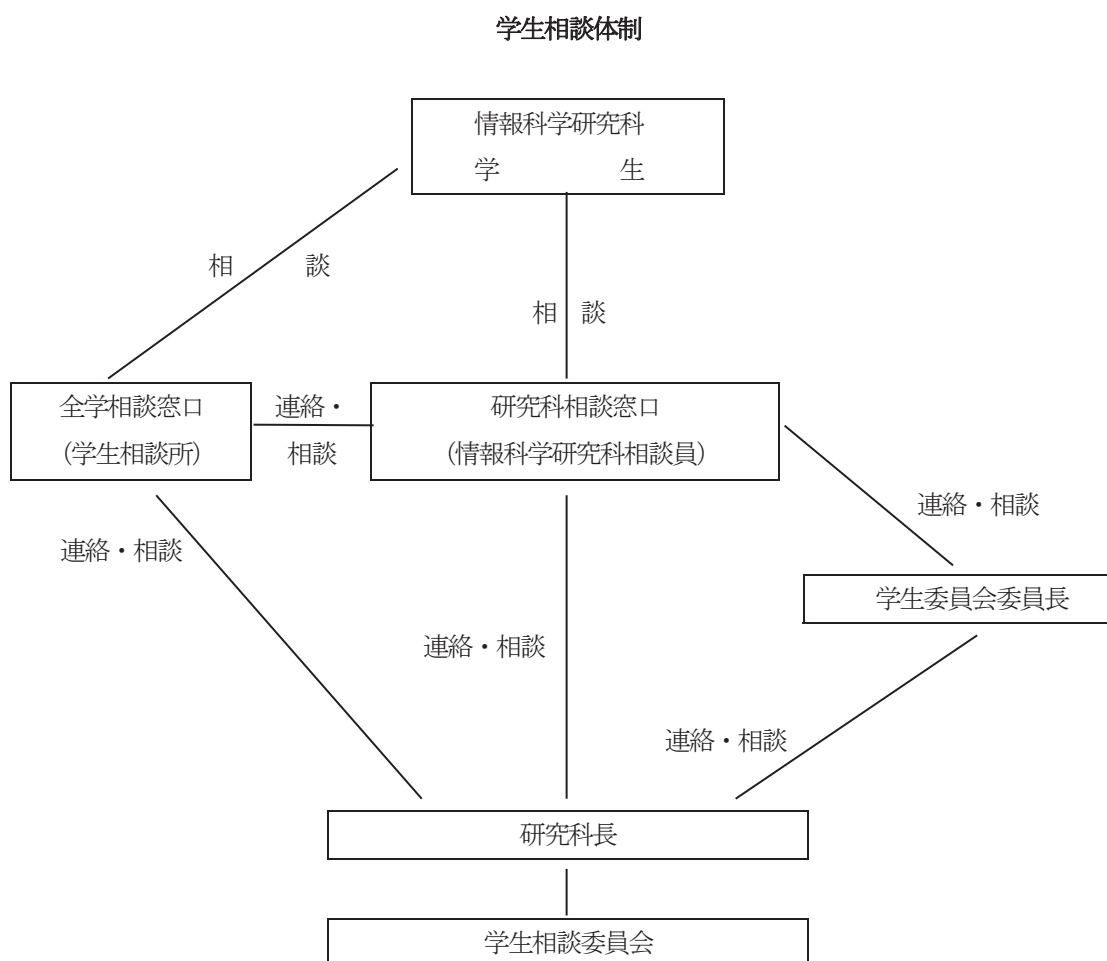 学生相談体制
情報科学研究科
学 生
相 談
相 談
全学相談窓口
(学生相談所)
連絡・
相談
研究科相談窓口
(情報科学研究科相談員)
連絡・相談
連絡・相談
学生委員会委員長
連絡・相談
連絡・相談
研究科長
学生相談委員会